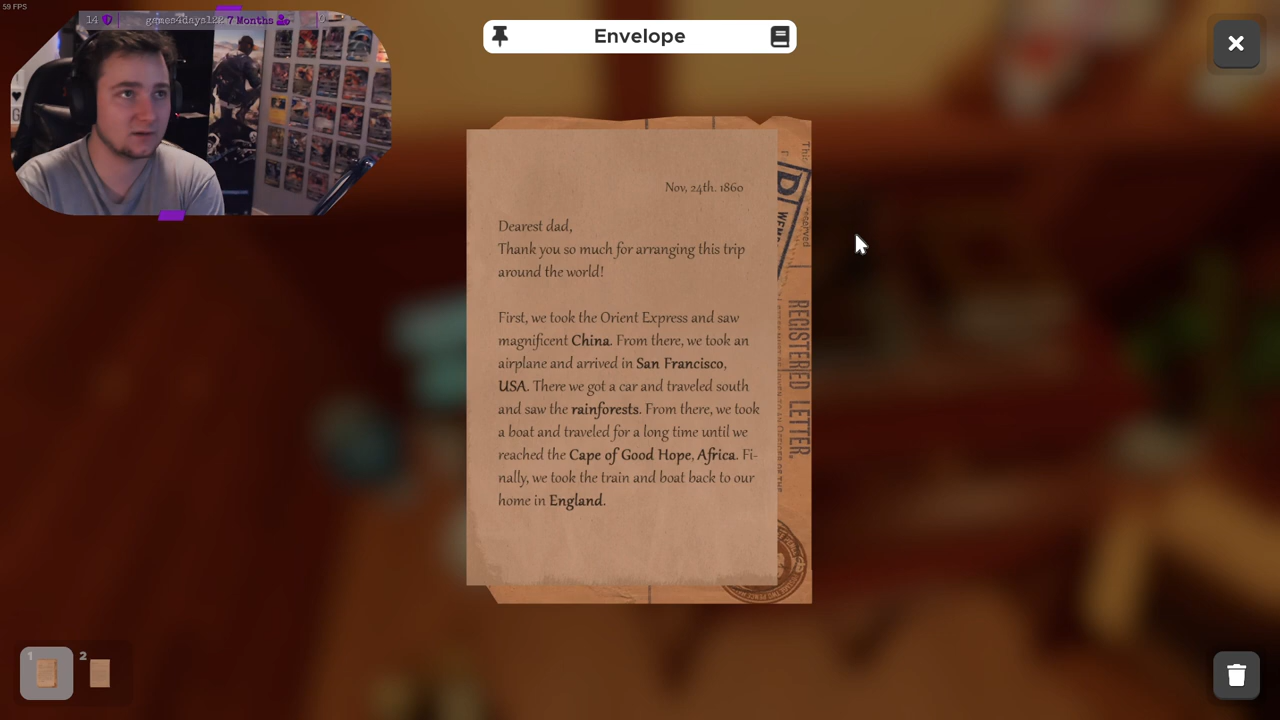 59 FPS
14
games4days122 7 Months
Envelope
Nov, 24th. 1860
Dearest dad,
Thank you so much for arranging this trip
around the world!
First, we took the Orient Express and saw
magnificent China. From there, we took an
airplane and arrived in San Francisco,
USA. There we got a car and traveled south
and saw the rainforests. From there, we took
a boat and traveled for a long time until we
reached the Cape of Good Hope, Africa. Fi-
nally, we took the train and boat back to our
home in England.
REGISTERED LETTER.
1
2